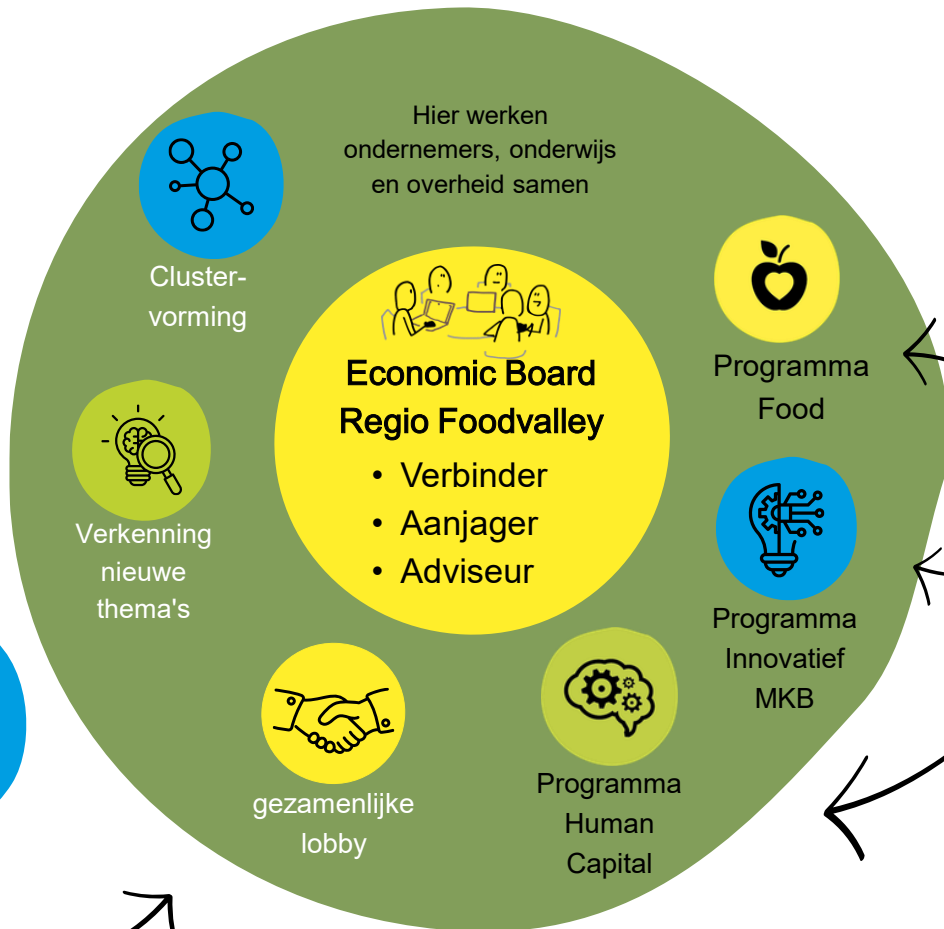 Hier werken
ondernemers, onderwijs
en overheid samen
Cluster-
vorming
Economic Board
Regio Foodvalley
• Verbinder
• Aanjager
• Adviseur
Programma
Food
Verkenning
nieuwe
thema's
Programma
Innovatief
MKB
gezamenlijke
lobby
Programma
Human
Capital